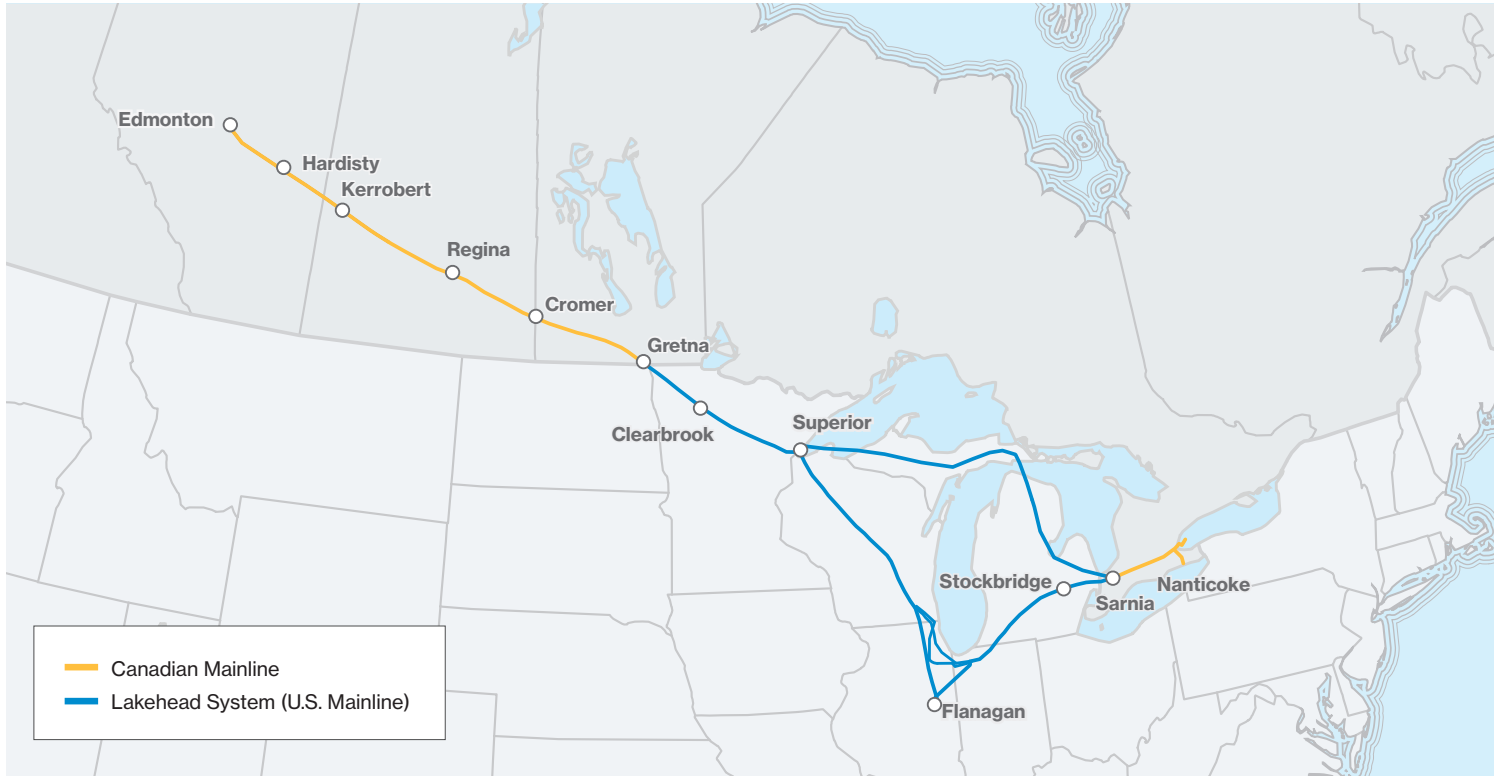 Edmonton
Hardisty
Kerrobert
Regina
Cromer
Gretna
Clearbrook
Superior
Stockbridge
Sarnia
Nanticoke
Flanagan
Canadian Mainline
Lakehead System (U.S. Mainline)